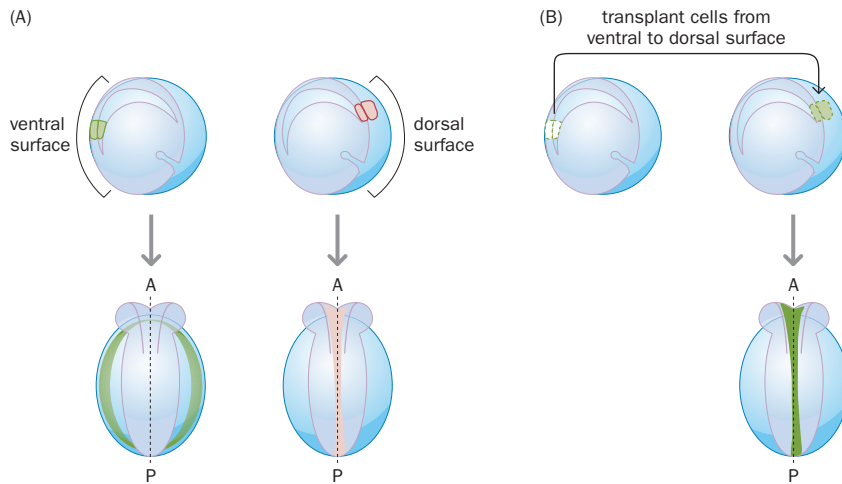 (A)
ventral
surface
dorsal
surface
A
P
A
P
(B)
transplant cells from
ventral to dorsal surface
A
P